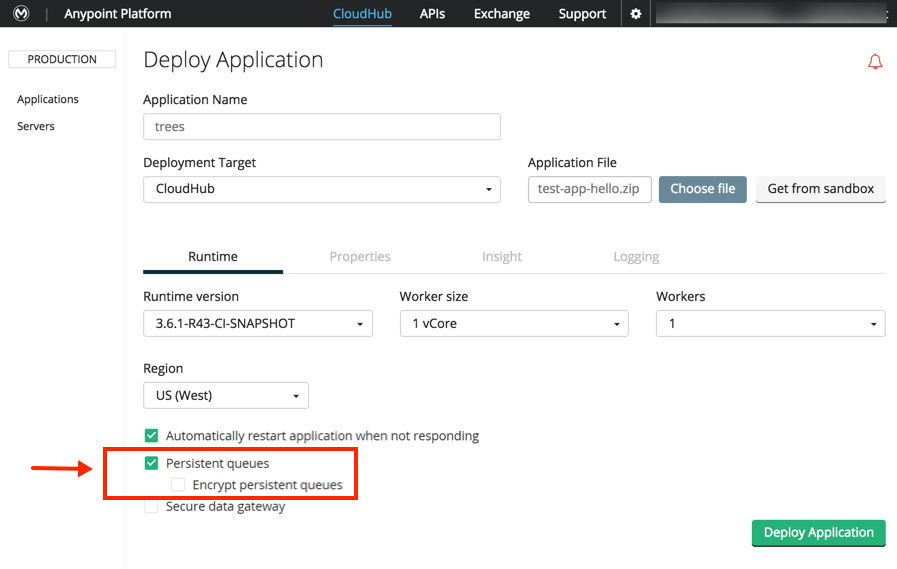 Anypoint Platform CloudHub APIs Exchange Support
PRODUCTION
Applications
Servers
Deploy Application
Application Name
trees
Deployment Target Application File
CloudHub test-app-hello.zip Choose file Get from sandbox
Runtime Properties Insight Logging
Runtime version Worker size Workers
3.6.1-R43-CI-SNAPSHOT 1 vCore 1
Region
US (West)
Automatically restart application when not responding
Persistent queues
Encrypt persistent queues
Secure data gateway
Deploy Application